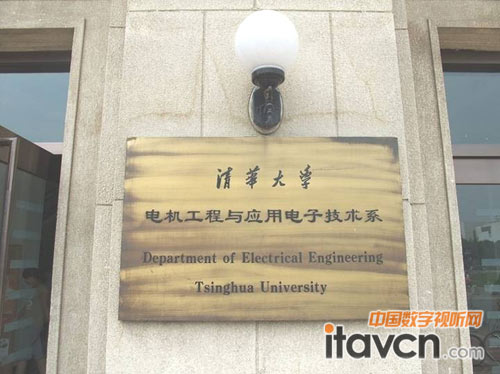 清華大学
电机工程与应用电子技术系
Department of Electrical Engineering
Tsinghua University
中国数字视听网
itavcn.com